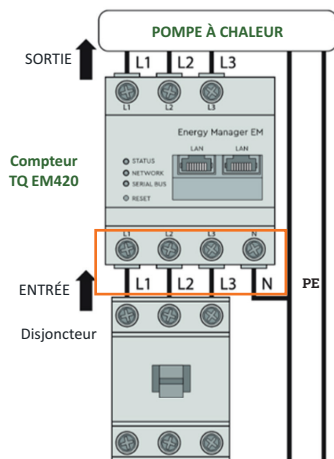 POMPE À CHALEUR
SORTIE
L1 L2 L3
L1 L2 L3
Energy Manager EM
LAN LAN
Compteur
TQ EM420
STATUS
NETWORK
SERIAL BUS
RESET
L1 L2 L3 N
ENTRÉE
L1 L2 L3 N
PE
Disjoncteur